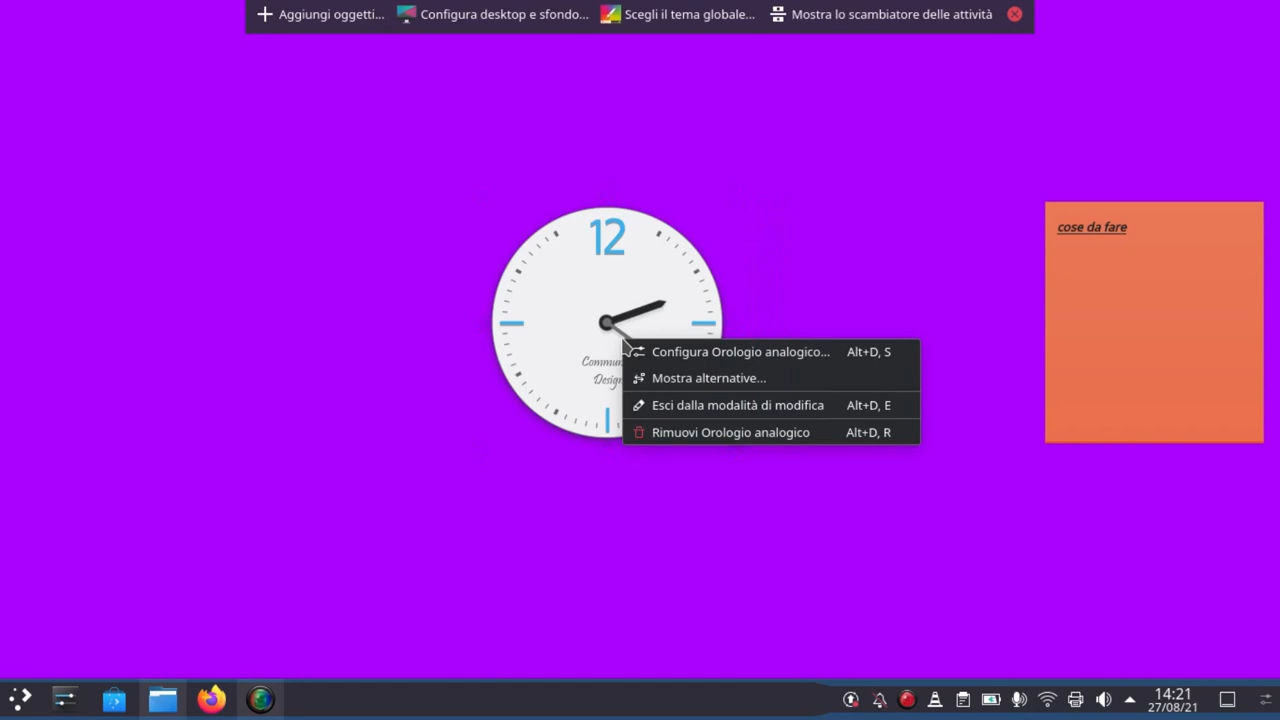 Aggiungi oggetti...
Configura desktop e sfondo...
Scegli il tema globale...
Mostra lo scambiatore delle attività
12
cose da fare
Configura Orologio analogico... Alt+D, S
Mostra alternative...
Esci dalla modalità di modifica Alt+D, E
Rimuovi Orologio analogico Alt+D, R
14:21
27/08/21